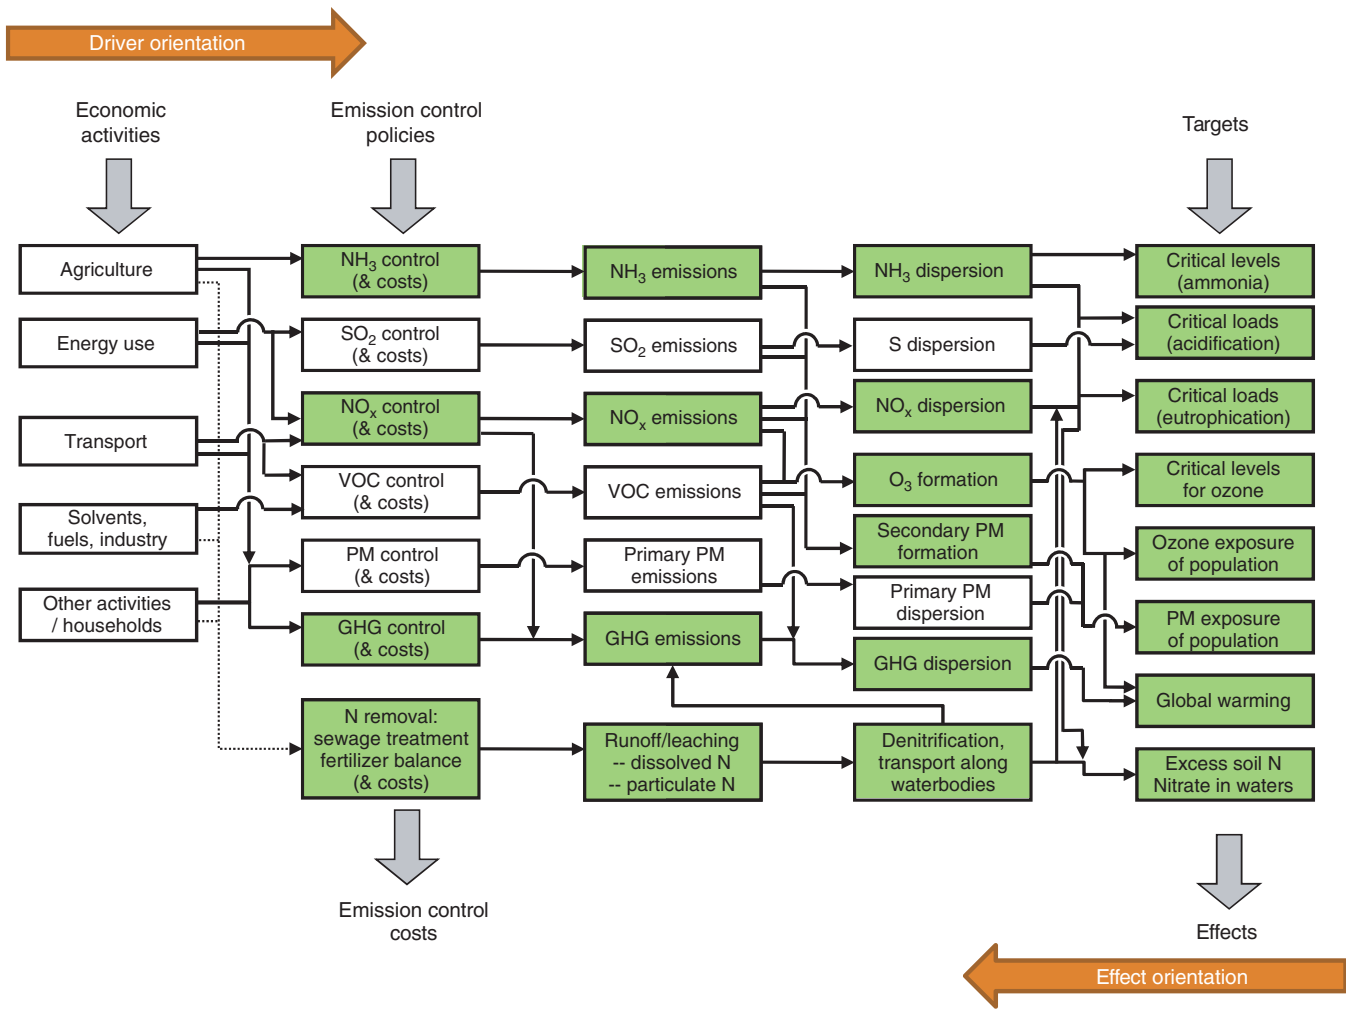 Driver orientation
Economic
activities
Emission control
policies
Targets
Agriculture
Energy use
Transport
Solvents,
fuels, industry
Other activities
/ households
NH3 control
(& costs)
SO2 control
(& costs)
NOx control
(& costs)
VOC control
(& costs)
PM control
(& costs)
GHG control
(& costs)
N removal:
sewage treatment
fertilizer balance
(& costs)
NH3 emissions
SO2 emissions
NOx emissions
VOC emissions
Primary PM
emissions
GHG emissions
Runoff/leaching
-- dissolved N
-- particulate N
NH3 dispersion
S dispersion
NOx dispersion
O3 formation
Secondary PM
formation
Primary PM
dispersion
GHG dispersion
Denitrification,
transport along
waterbodies
Critical levels
(ammonia)
Critical loads
(acidification)
Critical loads
(eutrophication)
Critical levels
for ozone
Ozone exposure
of population
PM exposure
of population
Global warming
Excess soil N
Nitrate in waters
Emission control
costs
Effects
Effect orientation